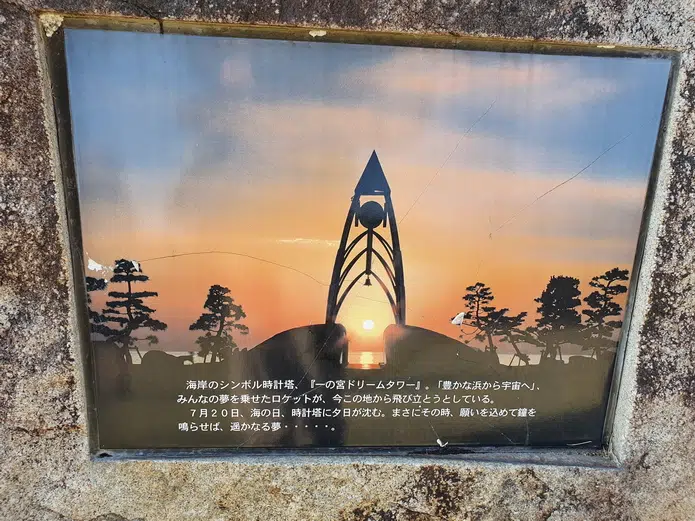 海岸のシンボル時計塔、『一の宮ドリームタワー』。「豊かな浜から宇宙へ」、
みんなの夢を乗せたロケットが、今この地から飛び立とうとしている。
7月20日、海の日、時計塔に夕日が沈む。まさにその時、願いを込めて鐘を
鳴らせば、遥かなる夢・・・・・。